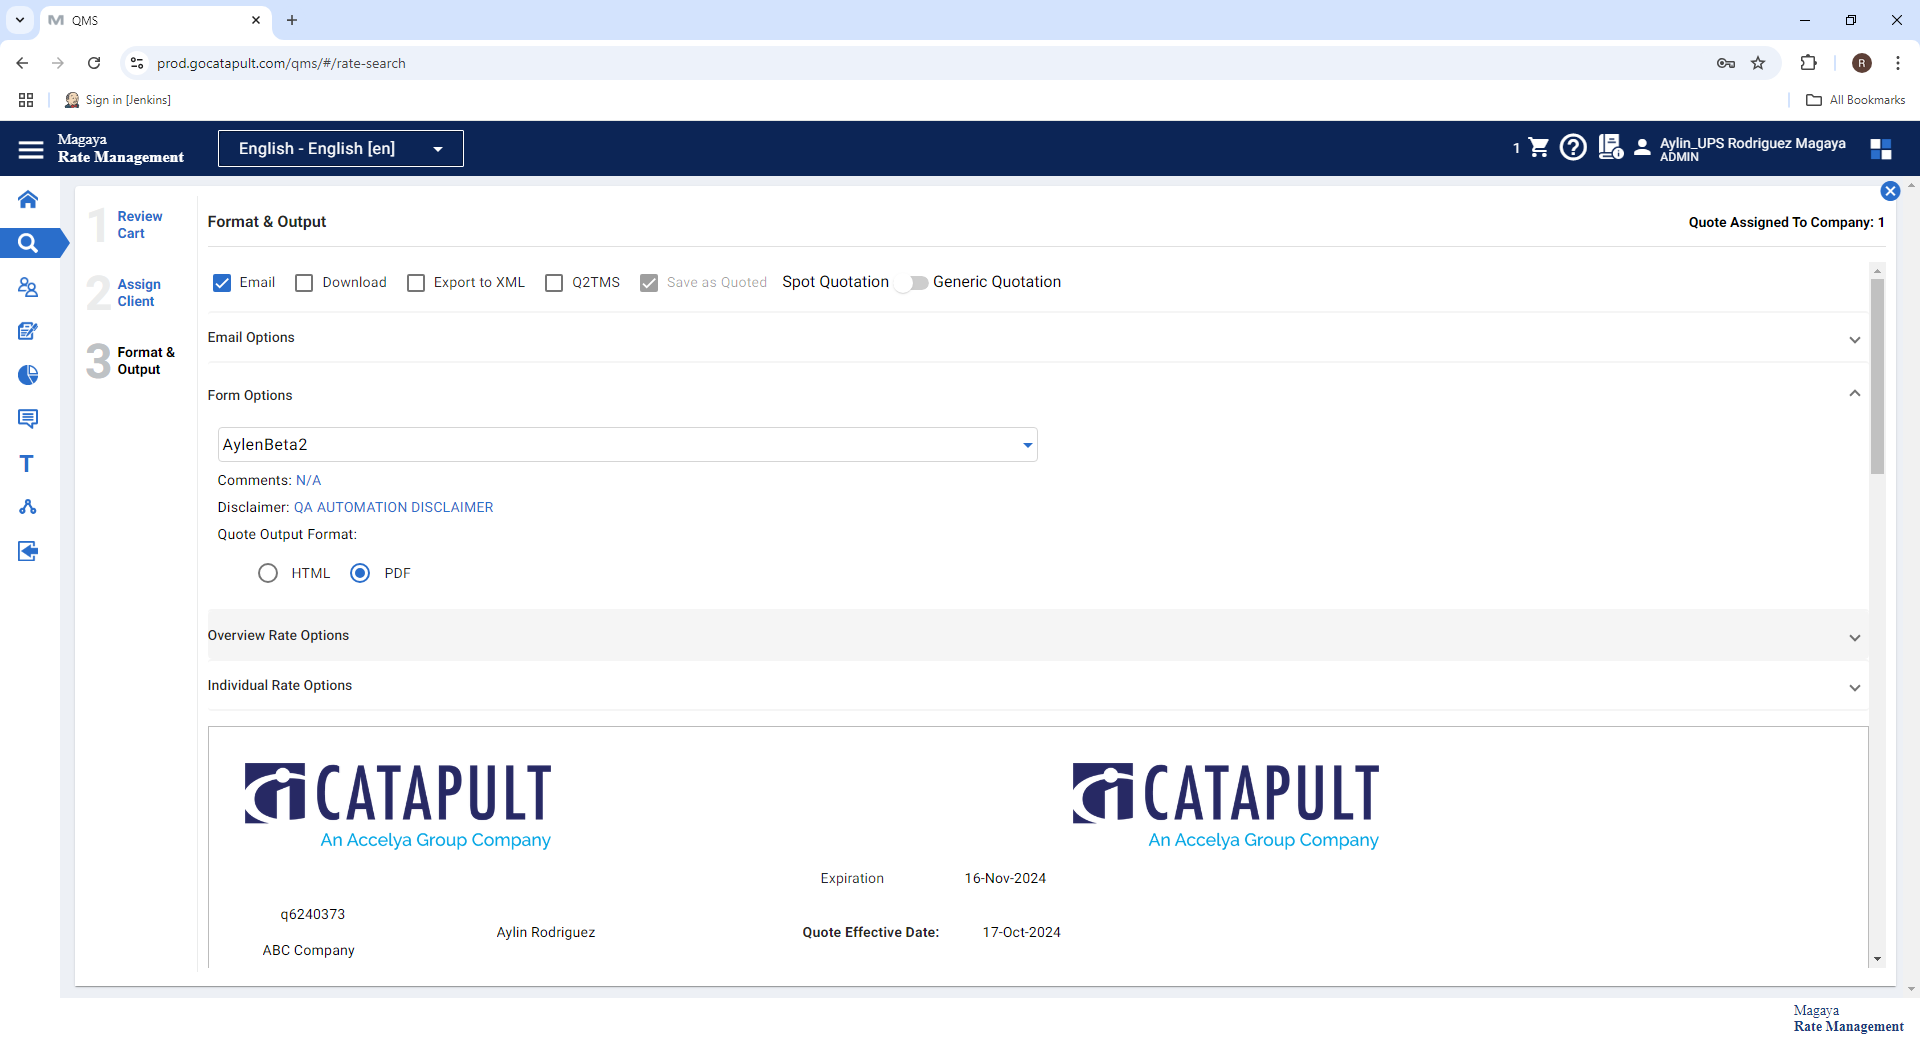 QMS
prod.gocatapult.com/qms/#/rate-search
R
Sign in [Jenkins]
All Bookmarks
Magaya
Rate Management
English - English [en]
1
Aylin_UPS Rodriguez Magaya
ADMIN
1
Review
Cart
Format & Output
Quote Assigned To Company: 1
2
Assign
Client
Email
Download
Export to XML
Q2TMS
Save as Quoted
Spot Quotation
Generic Quotation
Email Options
3
Format &
Output
Form Options
AylenBeta2
Comments: N/A
Disclaimer: QA AUTOMATION DISCLAIMER
Quote Output Format:
HTML
PDF
Overview Rate Options
Individual Rate Options
CATAPULT
An Accelya Group Company
CATAPULT
An Accelya Group Company
Expiration
16-Nov-2024
q6240373
Aylin Rodriguez
Quote Effective Date:
17-Oct-2024
ABC Company
Magaya
Rate Management